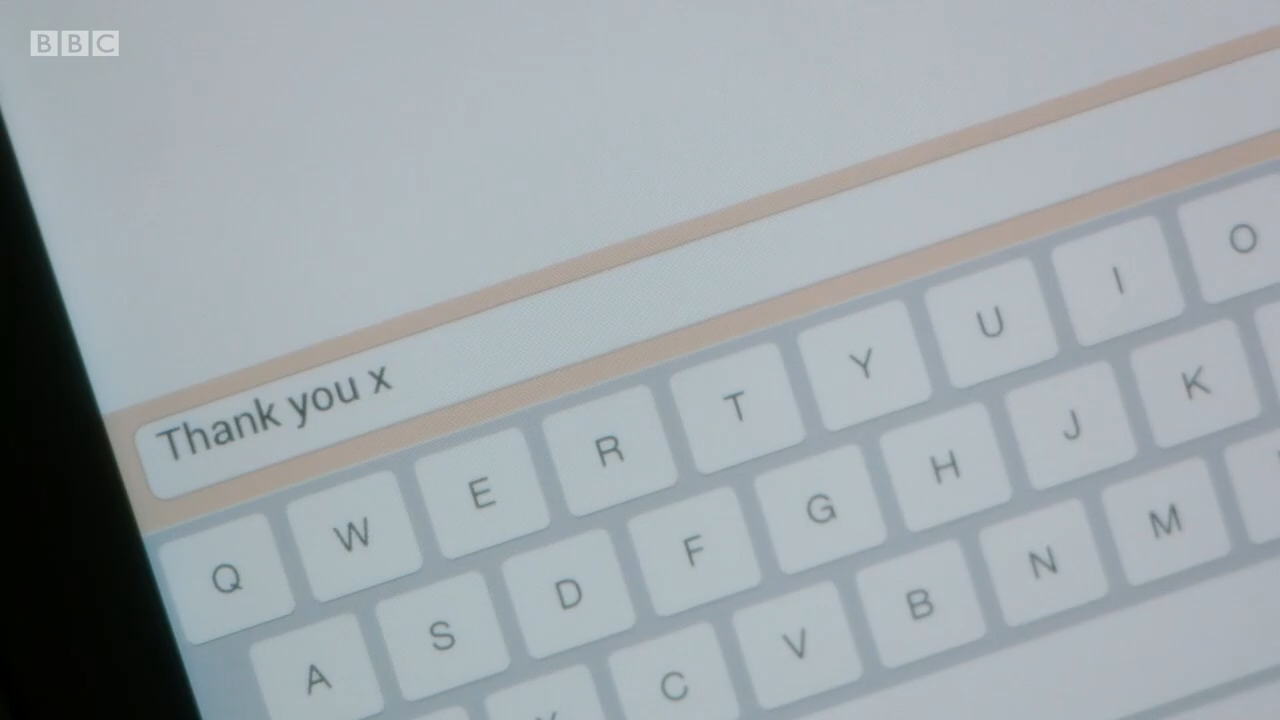 BBC
Thank you x
Q W E R T Y U I O
A S D F G H J K
C V B N M